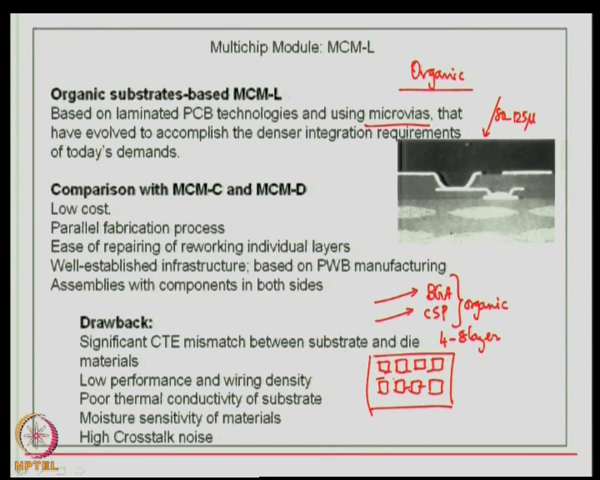 Multichip Module: MCM-L
Organic
Organic substrates-based MCM-L
Based on laminated PCB technologies and using microvias, that
have evolved to accomplish the denser integration requirements
of today's demands.
80-125μ
Comparison with MCM-C and MCM-D
Low cost.
Parallel fabrication process
Ease of repairing of reworking individual layers
Well-established infrastructure; based on PWB manufacturing
Assemblies with components in both sides
BGA
CSP
organic
4-8 layer
Drawback:
Significant CTE mismatch between substrate and die
materials
Low performance and wiring density
Poor thermal conductivity of substrate
Moisture sensitivity of materials
High Crosstalk noise
NPTEL